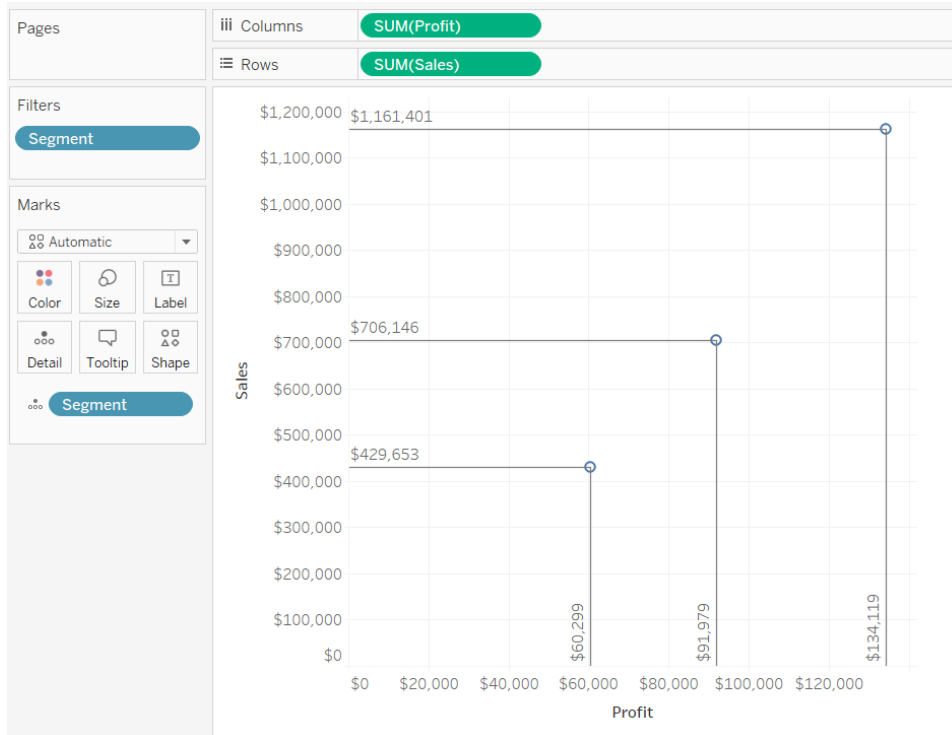 Pages
Columns
SUM(Profit)
Rows
SUM(Sales)
Filters
Segment
Marks
Automatic
Color
Size
Label
Detail
Tooltip
Shape
Segment
$1,200,000
$1,161,401
$1,100,000
$1,000,000
$900,000
$800,000
$706,146
$700,000
$600,000
$500,000
$429,653
$400,000
$300,000
$200,000
$100,000
$0
Sales
$60,299
$91,979
$134,119
$0 $20,000 $40,000 $60,000 $80,000 $100,000 $120,000
Profit